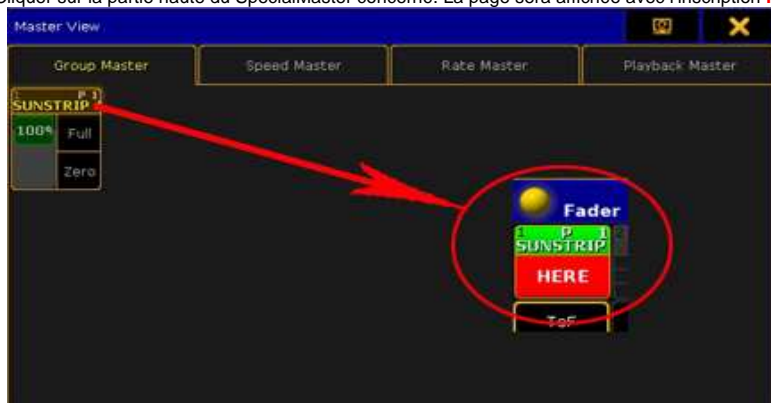 Cliquer sur la partie haute du SpecialMaster concerné. La page sera affichée avec l'inscription
Master View
Group Master Speed Master Rate Master Playback Master
1 P 1
SUNSTRIP
100% Full
Zero
Fader
1 P 1
SUNSTRIP
HERE